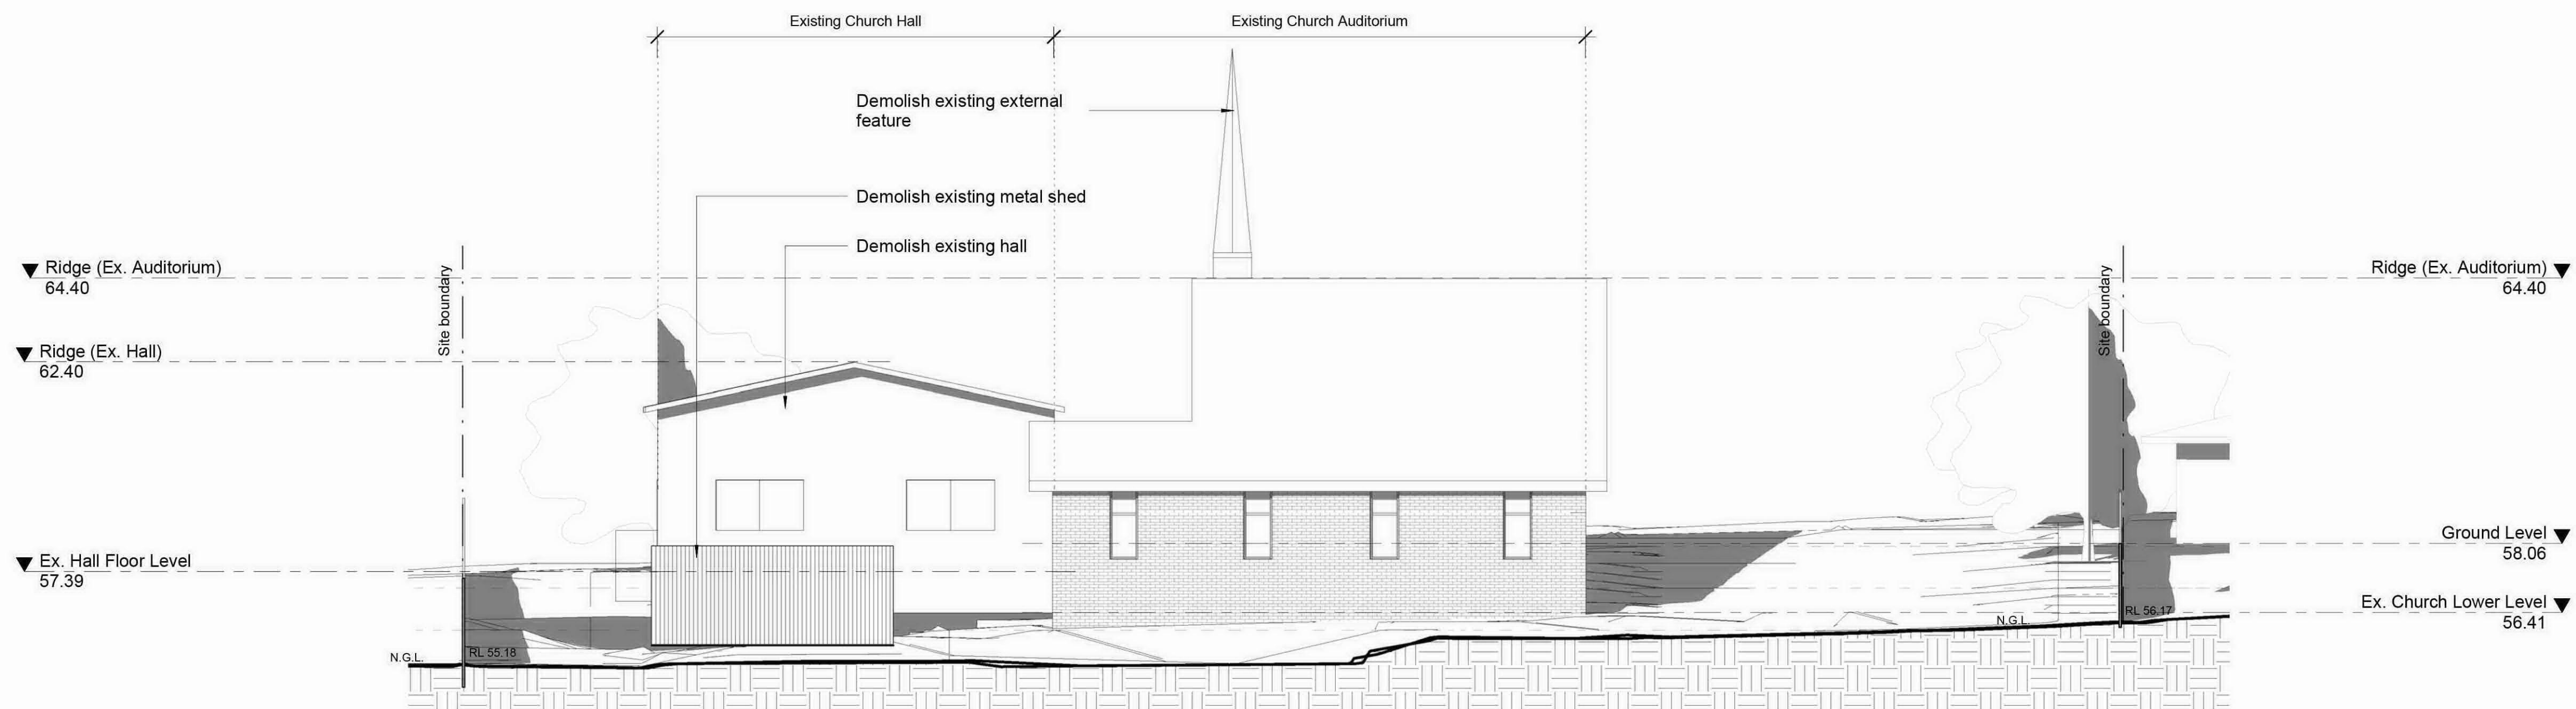 Existing Church Hall
Existing Church Auditorium
Demolish existing external
feature
Demolish existing metal shed
Demolish existing hall
Ridge (Ex. Auditorium)
64.40
Site boundary
Ridge (Ex. Hall)
62.40
Ex. Hall Floor Level
57.39
N.G.L.
RL 55.18
Ridge (Ex. Auditorium)
64.40
Site boundary
Ground Level
58.06
Ex. Church Lower Level
56.41
RL 56.17
N.G.L.